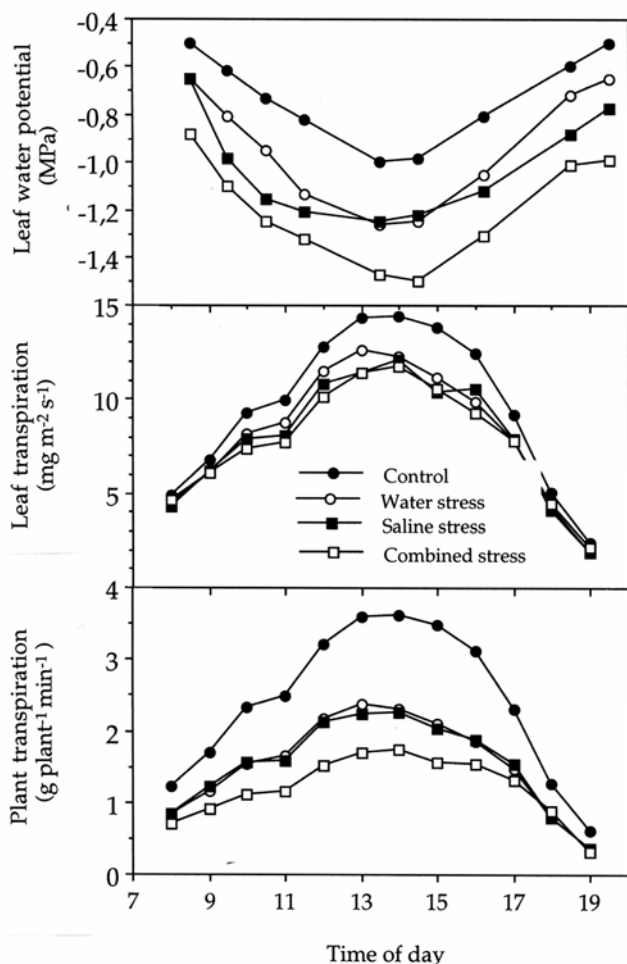 Leaf water potential
(MPa)
-0,4
-0,6
-0,8
-1,0
-1,2
-1,4
Leaf transpiration
(mg m⁻² s⁻¹)
15
10
5
0
Control
Water stress
Saline stress
Combined stress
Plant transpiration
(g plant⁻¹ min⁻¹)
4
3
2
1
0
7 9 11 13 15 17 19
Time of day